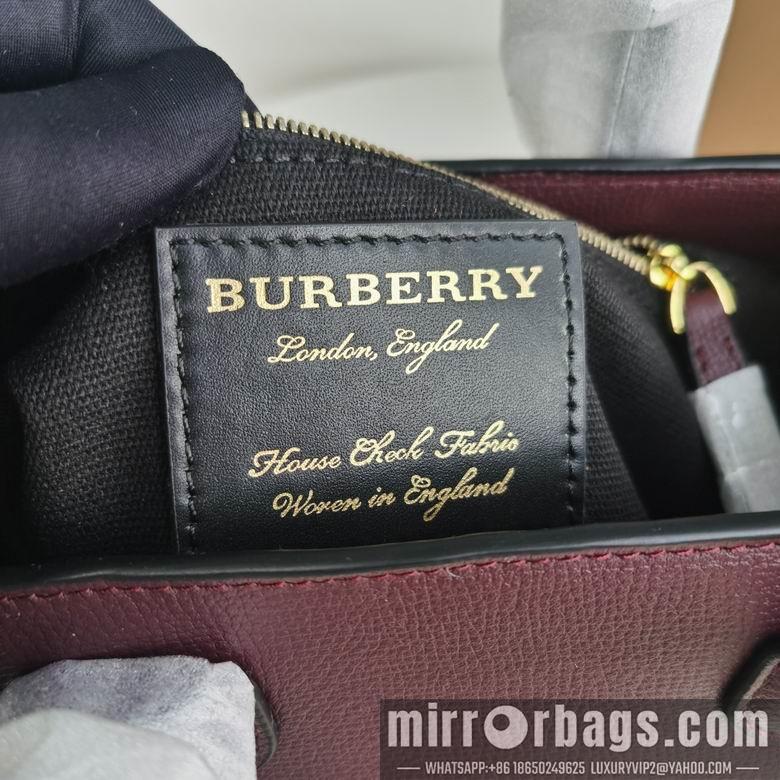 BURBERRY
London, England
House Check Fabric
Woven in England
mirrorbags.com
WHATSAPP:+86 18650249625 LUXURYVIP2@YAHOO.COM